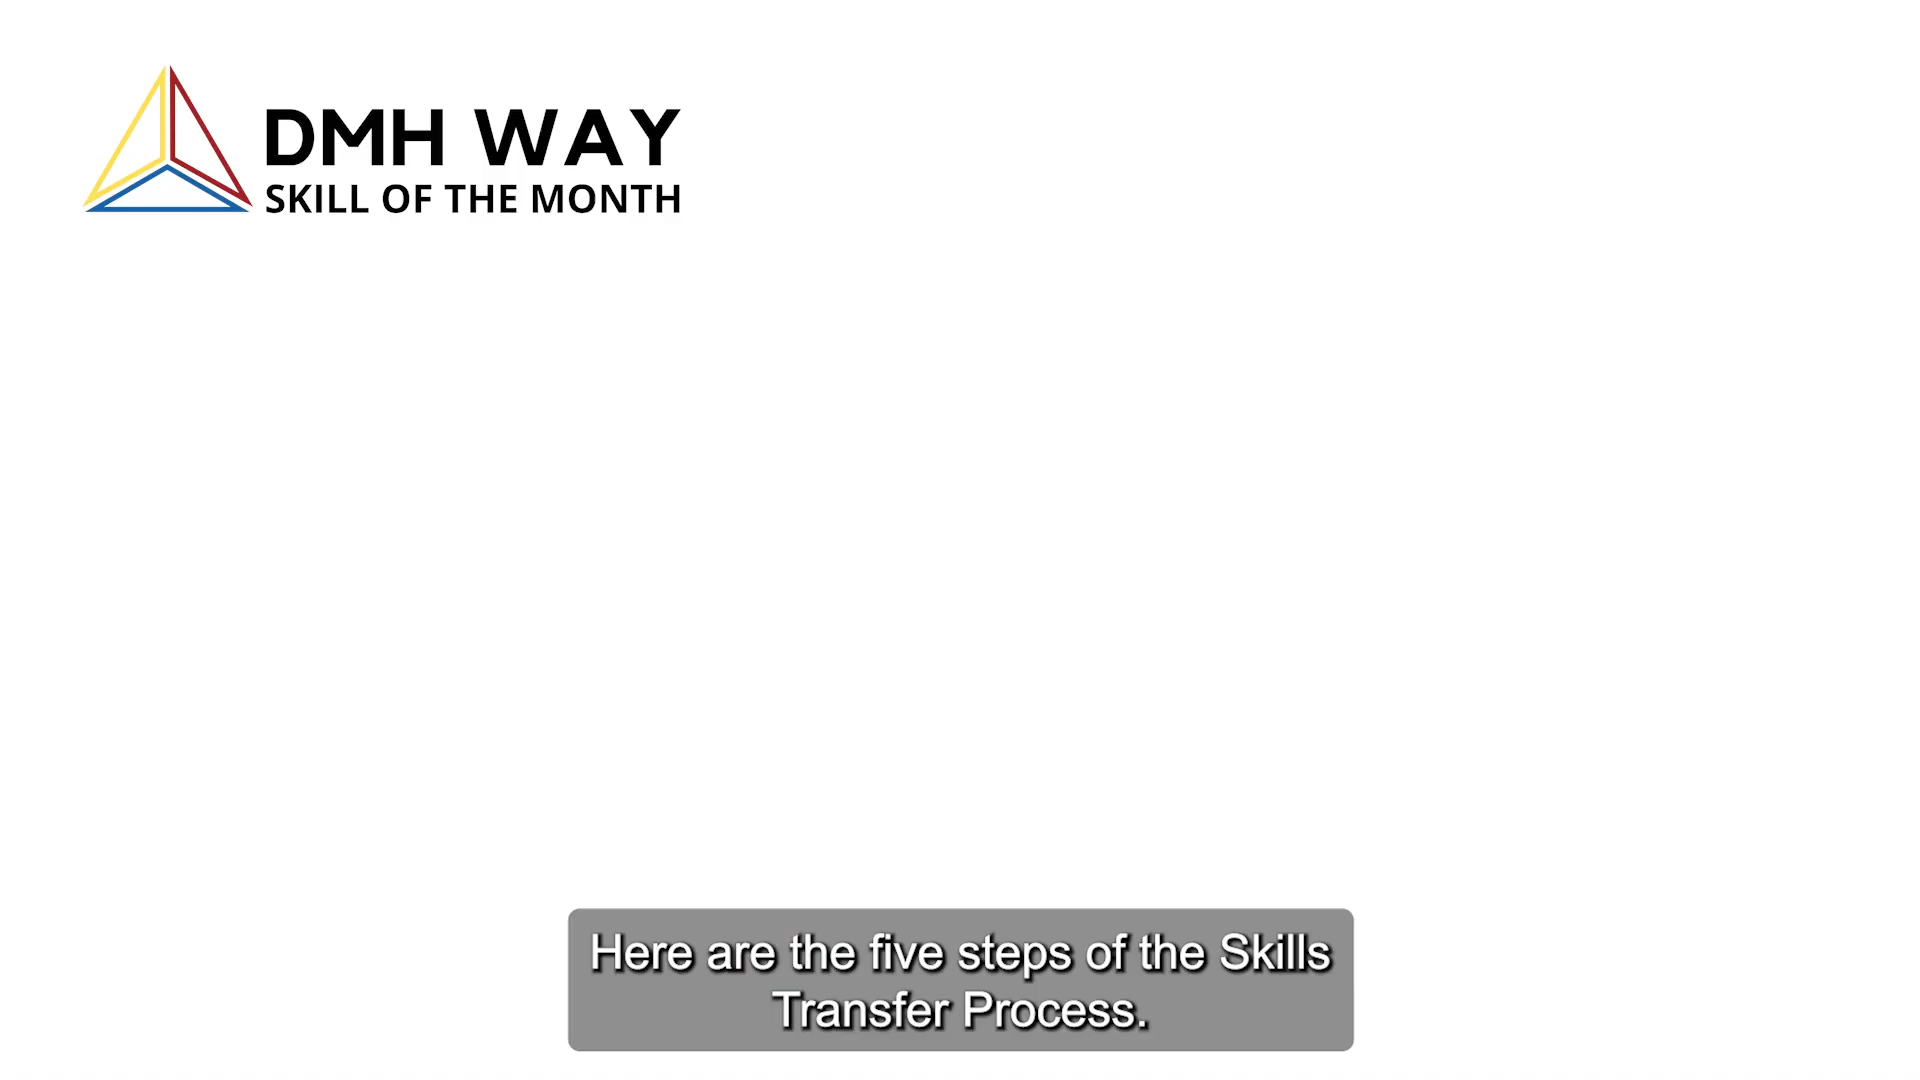 DMH WAY
SKILL OF THE MONTH
Here are the five steps of the Skills
Transfer Process.